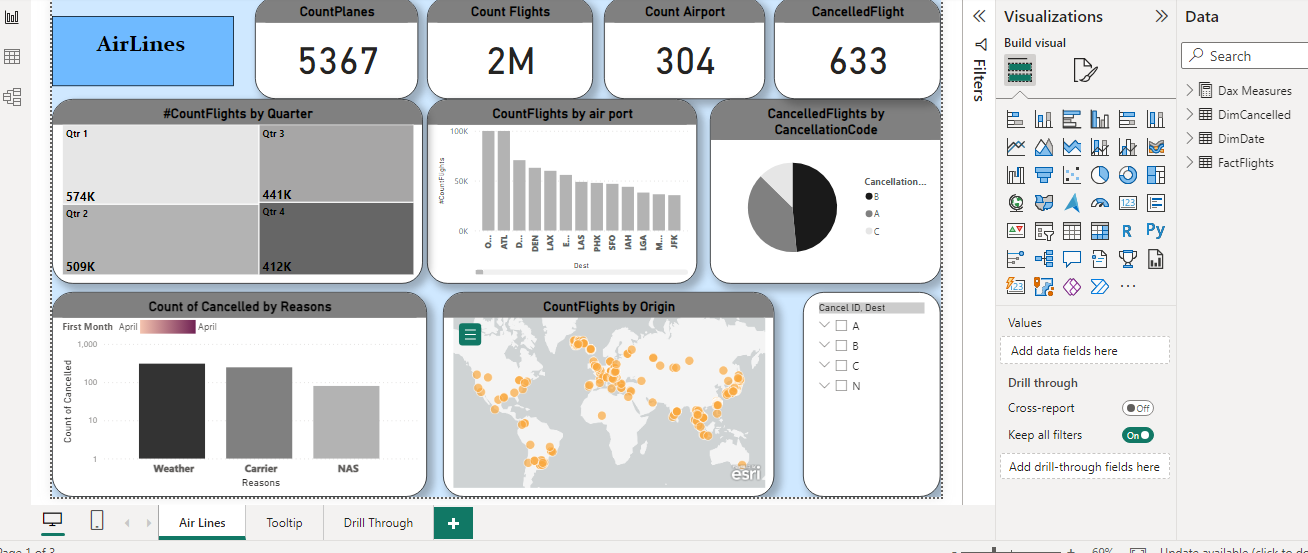 AirLines
CountPlanes
5367
Count Flights
2M
Count Airport
304
CancelledFlight
633
#CountFlights by Quarter
Qtr 1
574K
Qtr 3
441K
Qtr 2
509K
Qtr 4
412K
CountFlights by air port
#CountFlights
100K
50K
0K
O...
ATL
D...
DEN
LAX
E...
LAS
PHX
SFO
IAH
LGA
M...
JFK
Dest
CancelledFlights by
CancellationCode
Cancellation...
B
A
C
Count of Cancelled by Reasons
First Month April April
Count of Cancelled
1,000
100
10
1
Weather
Carrier
NAS
Reasons
CountFlights by Origin
esri
Cancel ID, Dest
A
B
C
N
Air Lines
Tooltip
Drill Through
+
Page 1 of 3
Filters
Visualizations
Build visual
123
R
Py
123
Values
Add data fields here
Drill through
Cross-report
Off
Keep all filters
On
Add drill-through fields here
Data
Search
Dax Measures
DimCancelled
DimDate
FactFlights
- + 69%
Update available (click to do